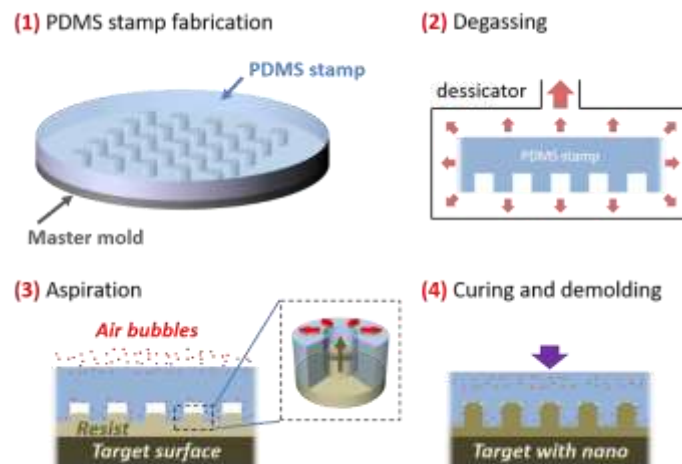 (1) PDMS stamp fabrication
PDMS stamp
Master mold
(2) Degassing
dessicator
PDMS stamp
(3) Aspiration
Air bubbles
Resist
Target surface
(4) Curing and demolding
Target with nano